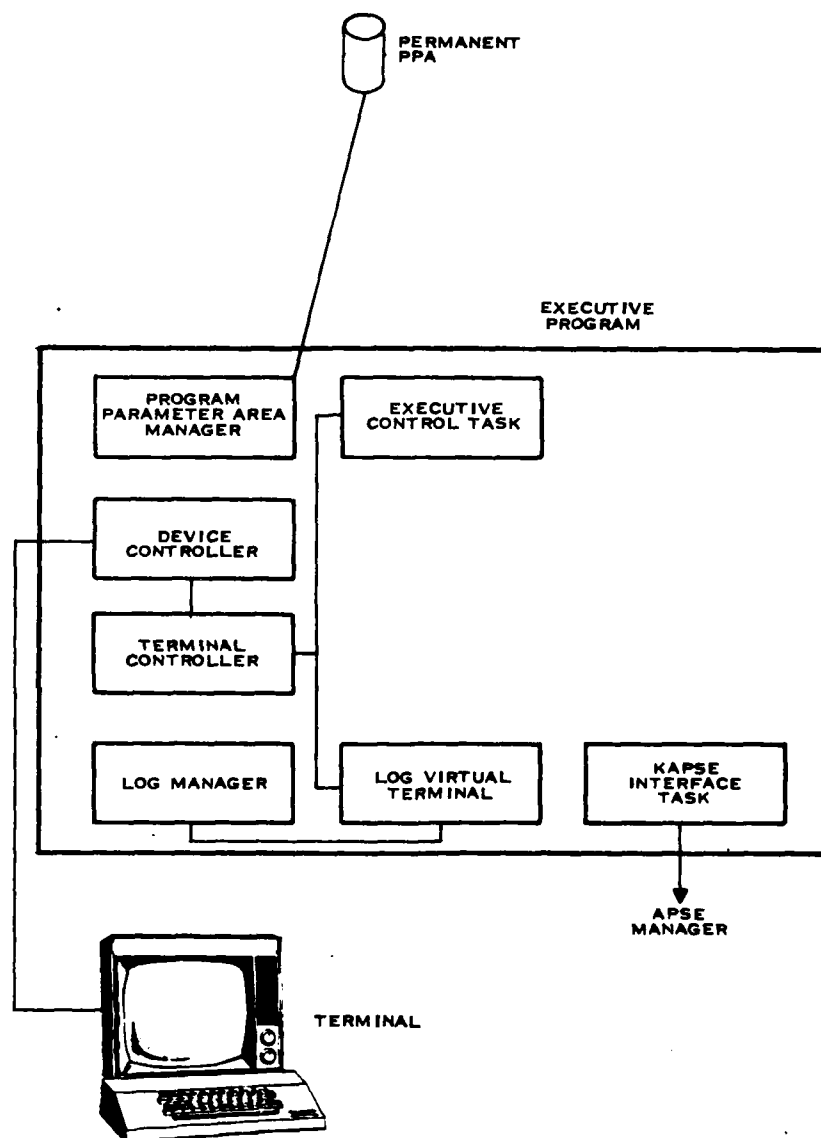 PERMANENT
PPA
EXECUTIVE
PROGRAM
PROGRAM
PARAMETER AREA
MANAGER
EXECUTIVE
CONTROL TASK
DEVICE
CONTROLLER
TERMINAL
CONTROLLER
LOG MANAGER
LOG VIRTUAL
TERMINAL
KAPSE
INTERFACE
TASK
APSE
MANAGER
TERMINAL